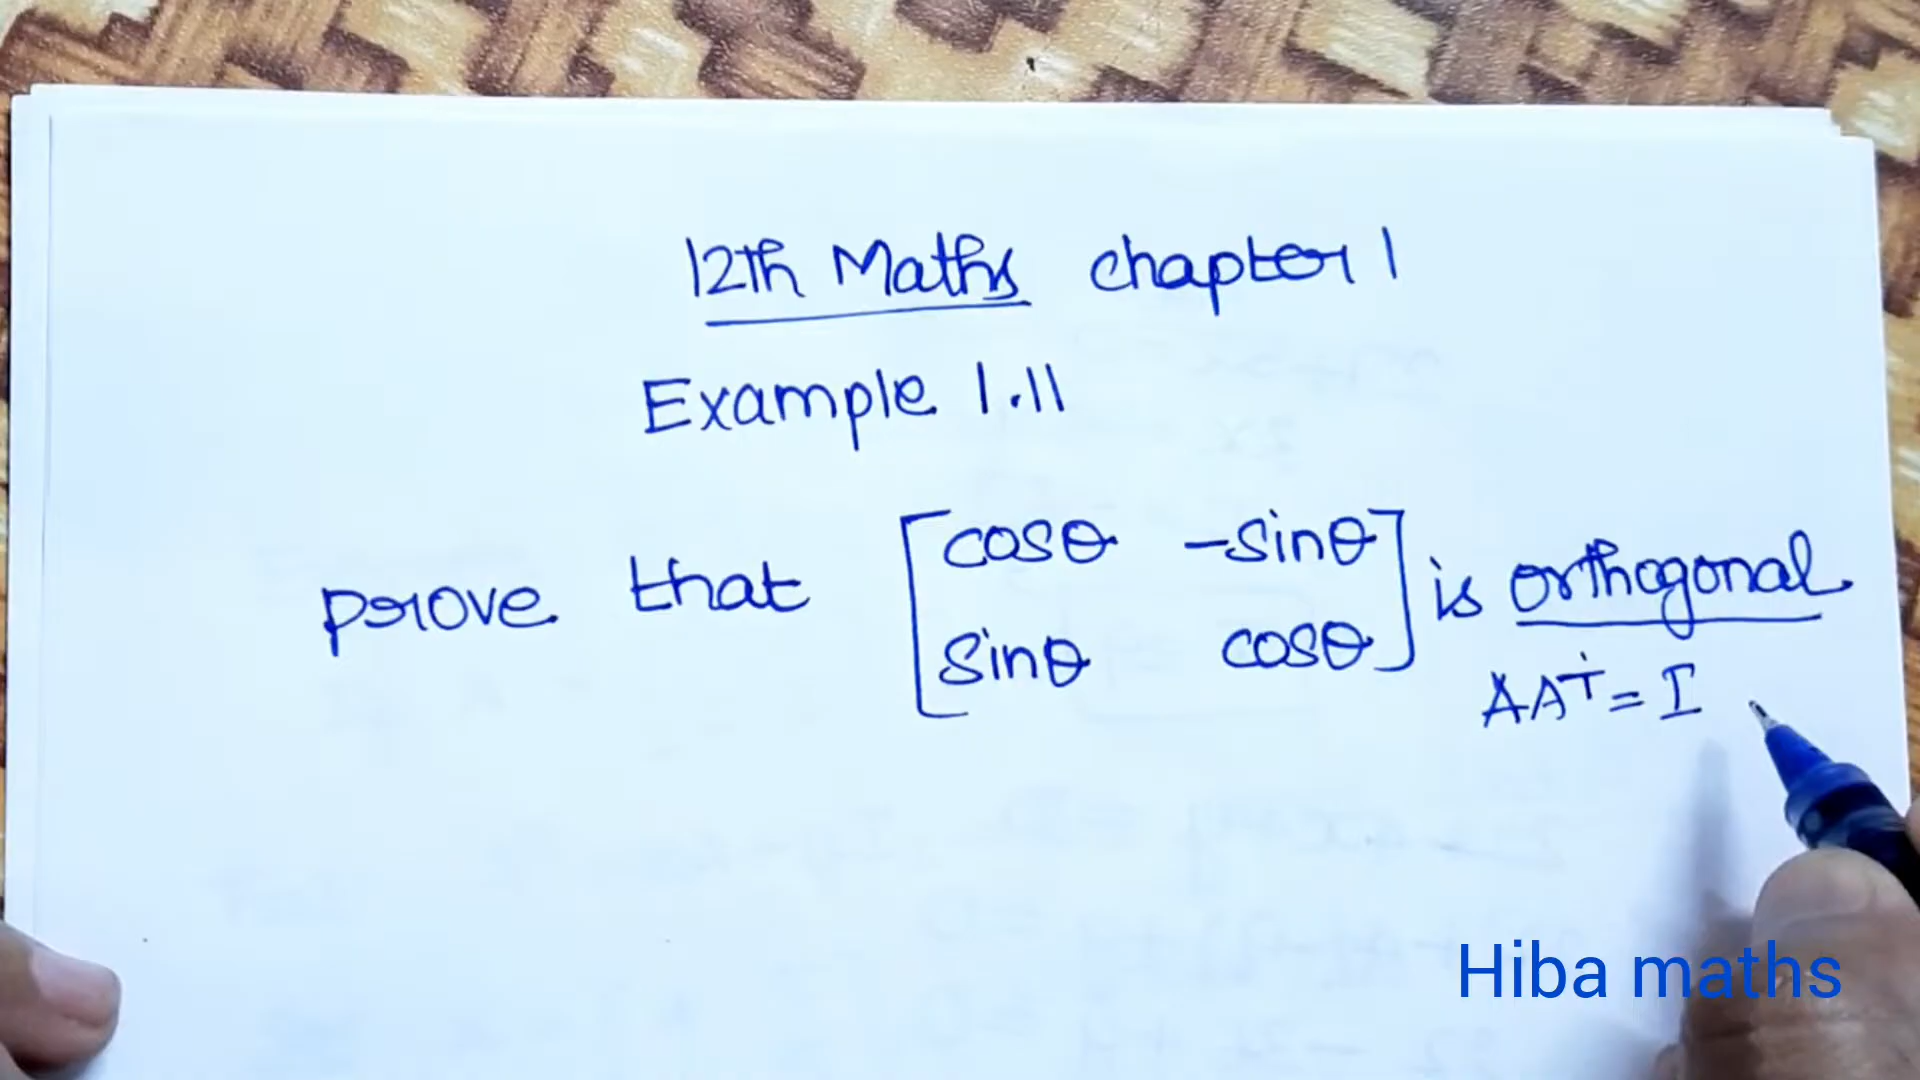 12th Maths chapter 1
Example 1.11
prove that [cosθ -sinθ
sinθ cosθ] is orthogonal
AAᵀ = I
Hiba maths